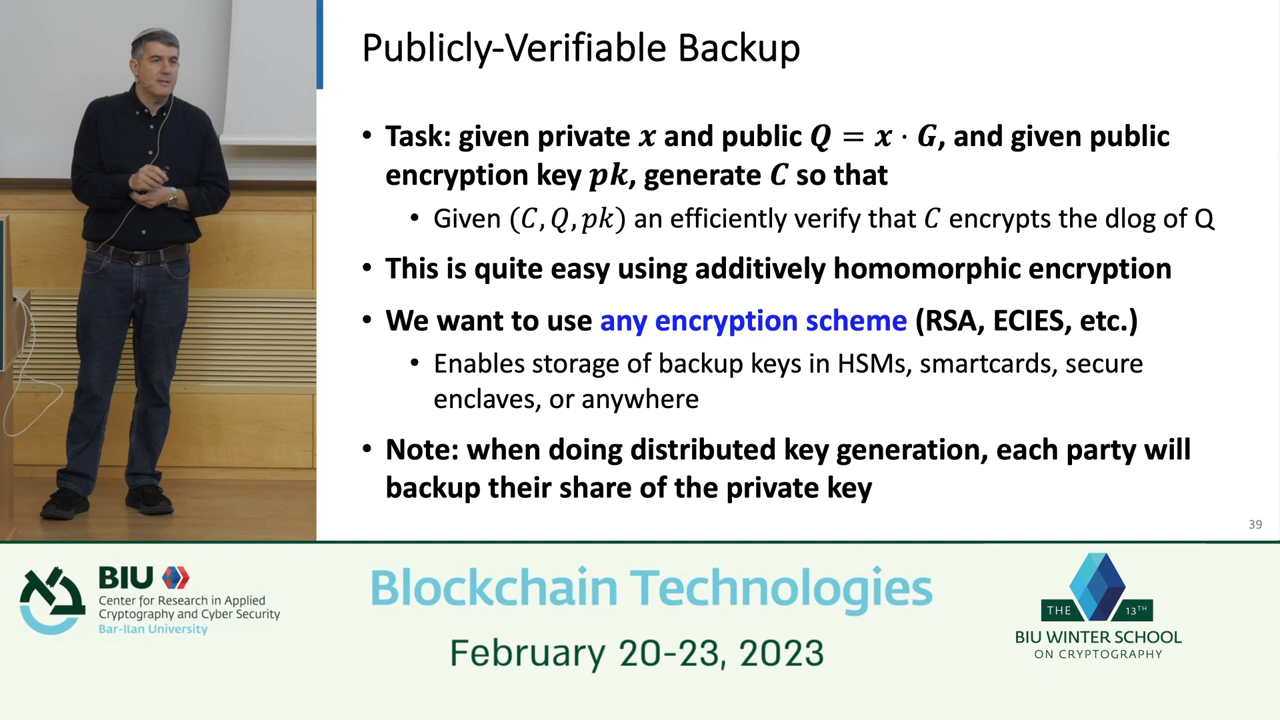 Publicly-Verifiable Backup
• Task: given private x and public Q = x · G, and given public
encryption key pk, generate C so that
• Given (C, Q, pk) an efficiently verify that C encrypts the dlog of Q
• This is quite easy using additively homomorphic encryption
• We want to use any encryption scheme (RSA, ECIES, etc.)
• Enables storage of backup keys in HSMs, smartcards, secure
enclaves, or anywhere
• Note: when doing distributed key generation, each party will
backup their share of the private key
39
BIU
Center for Research in Applied
Cryptography and Cyber Security
Bar-Ilan University
Blockchain Technologies
February 20-23, 2023
THE 13TH
BIU WINTER SCHOOL
ON CRYPTOGRAPHY